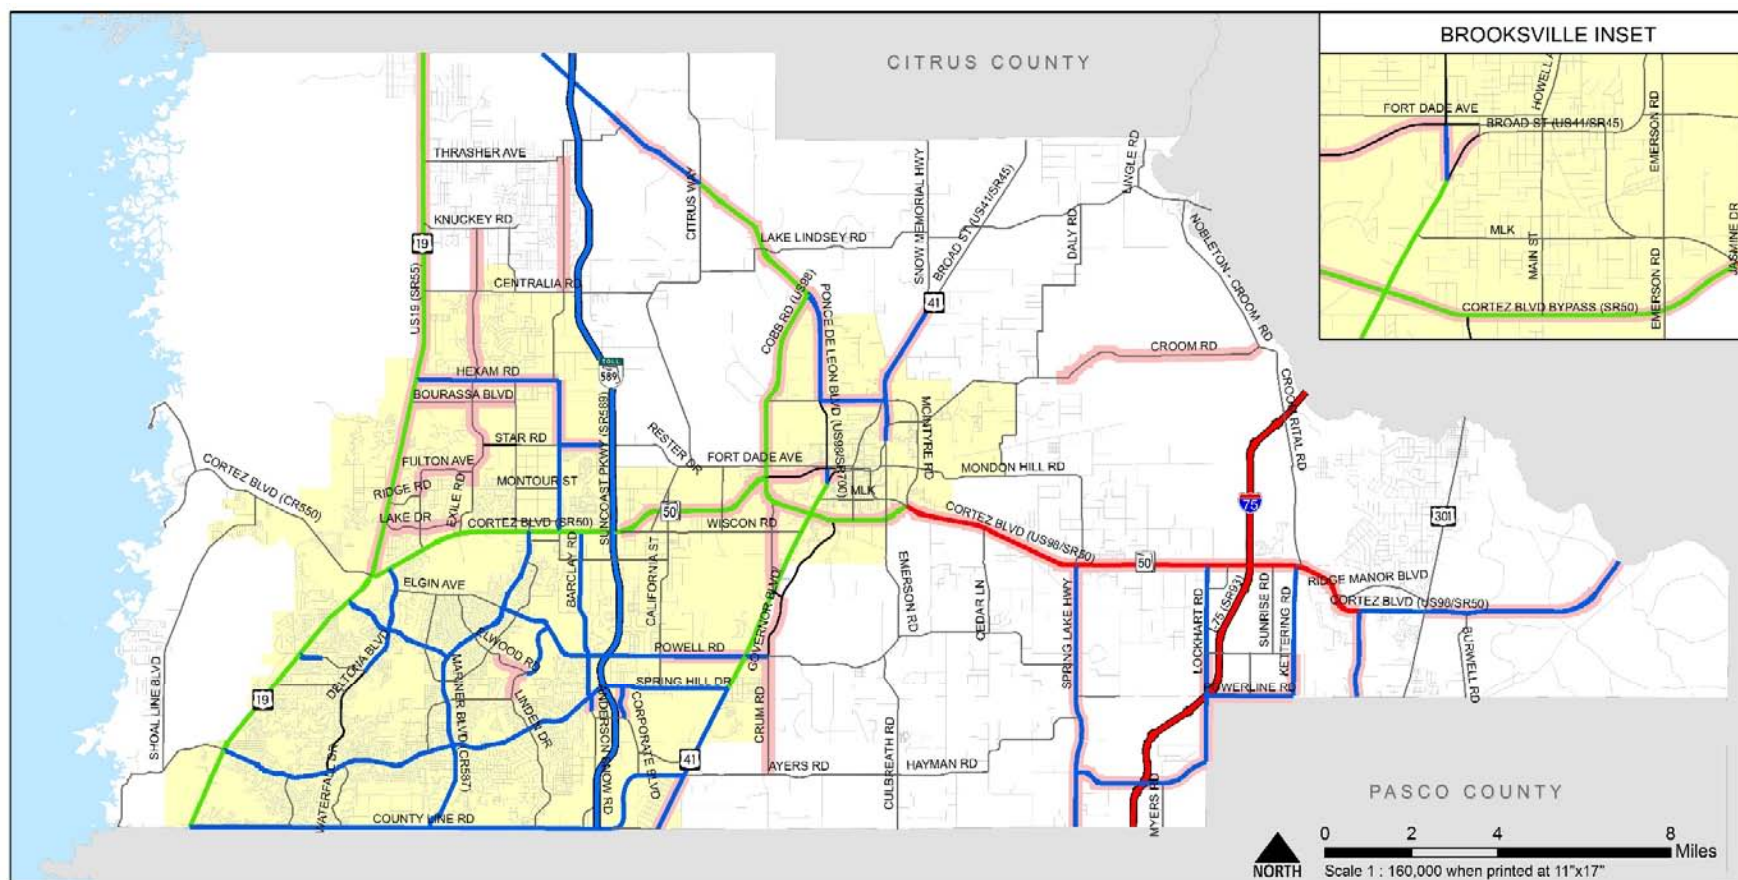 BROOKSVILLE INSET
CITRUS COUNTY
HOWELL A
FORT DADE AVE
BROAD ST (US41/SR45)
EMERSON RD
MLK
MAIN ST
JASMINE DR
EMERSON RD
CORTEZ BLVD BYPASS (SR50)
THRASHER AVE
CITRUS WAY
SNOW MEMORIAL HWY
BROAD ST (US41/SR45)
LINGLE RD
KNUCKEY RD
19
US19 (SR55)
LAKE LINDSEY RD
DALY RD
NOBLETON - CROOM RD
CENTRALIA RD
COBB RD (US98)
PONCE DE LEON BLVD (US98/SR700)
41
CROOM RD
HEXAM RD
TOLL
589
BOURASSA BLVD
SUNCOAST PKWY (SR589)
MCINTYRE RD
CROOM RITAL RD
STAR RD
RESTER DR
FULTON AVE
FORT DADE AVE
MONDON HILL RD
CORTEZ BLVD (CR550)
RIDGE RD
EXILE RD
MONTOUR ST
MLK
75
301
LAKE DR
CORTEZ BLVD (SR50)
50
WISCON RD
CORTEZ BLVD (US98/SR50)
50
BARCLAY RD
CALIFORNIA ST
ELGIN AVE
GOVERNOR BLVD
EMERSON RD
CEDAR LN
SPRING LAKE HWY
LOCKHART RD
I-75 (SR93)
SUNRISE RD
KETTERING RD
RIDGE MANOR BLVD
CORTEZ BLVD (US98/SR50)
BURWELL RD
SHOAL LINE BLVD
DELTONA BLVD
ELWOOD RD
POWELL RD
MARINER BLVD (CR587)
LINDEN DR
SPRING HILL DR
POWERLINE RD
19
ANDERSON SNOW RD
CORPORATE BLVD
CRUM RD
41
AYERS RD
CULBREATH RD
HAYMAN RD
WATERFALL DR
MYERS RD
COUNTY LINE RD
PASCO COUNTY
NORTH
0 2 4 8
Miles
Scale 1 : 160,000 when printed at 11"x17"